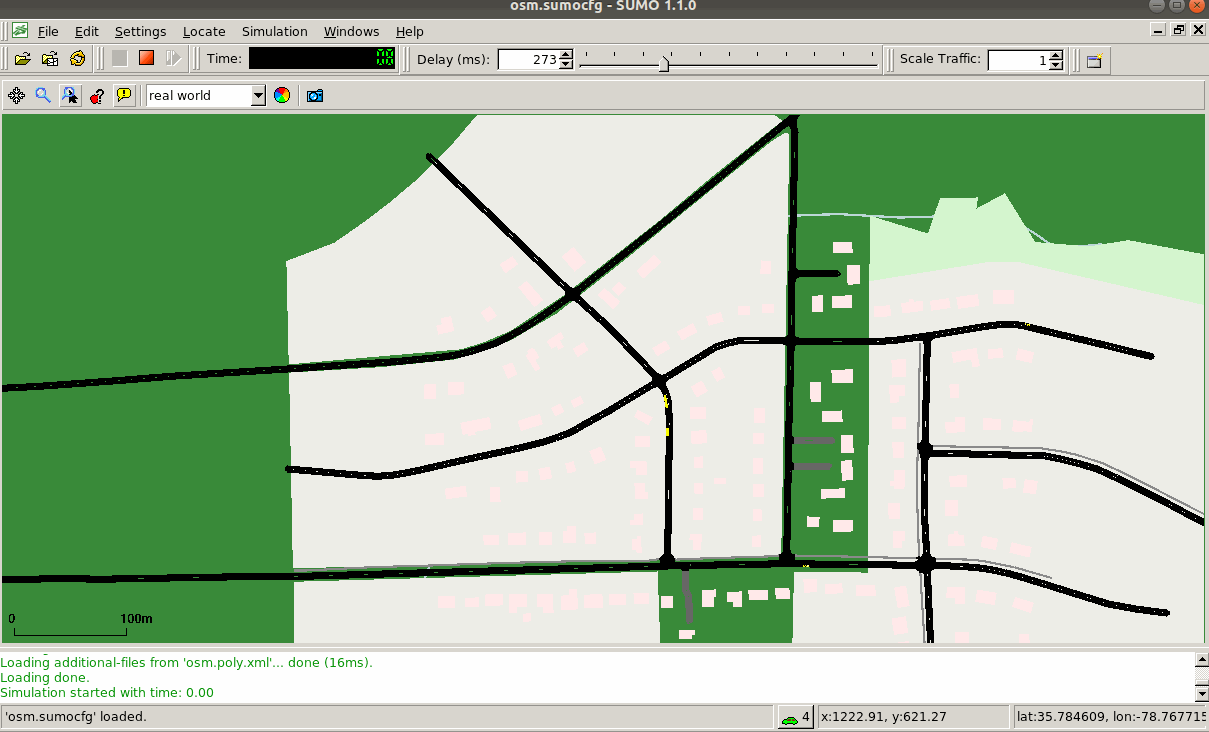 osm.sumocfg - SUMO 1.1.0
File Edit Settings Locate Simulation Windows Help
Time: Delay (ms): 273 Scale Traffic: 1
real world
0 100m
Loading additional-files from 'osm.poly.xml'... done (16ms).
Loading done.
Simulation started with time: 0.00
'osm.sumocfg' loaded. 4 x:1222.91, y:621.27 lat:35.784609, lon:-78.767715